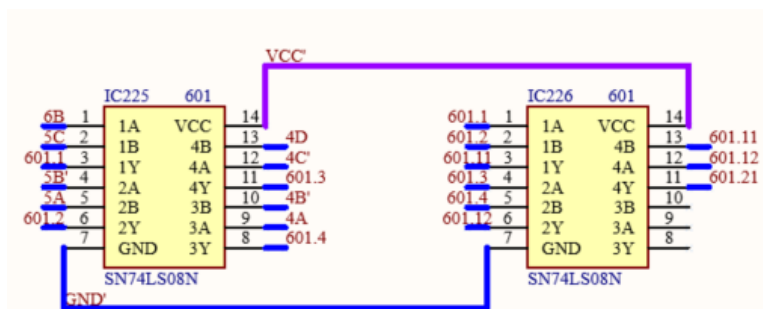 VCC'
IC225 601
6B 1 1A VCC 14
5C 2 1B 4B 13 4D
601.1 3 1Y 4A 12 4C'
5B' 4 2A 4Y 11 601.3
5A 5 2B 3B 10 4B'
601.2 6 2Y 3A 9 4A
7 GND 3Y 8 601.4
SN74LS08N
GND'
IC226 601
601.1 1 1A VCC 14
601.2 2 1B 4B 13 601.11
601.11 3 1Y 4A 12 601.12
601.3 4 2A 4Y 11 601.21
601.4 5 2B 3B 10
601.12 6 2Y 3A 9
7 GND 3Y 8
SN74LS08N